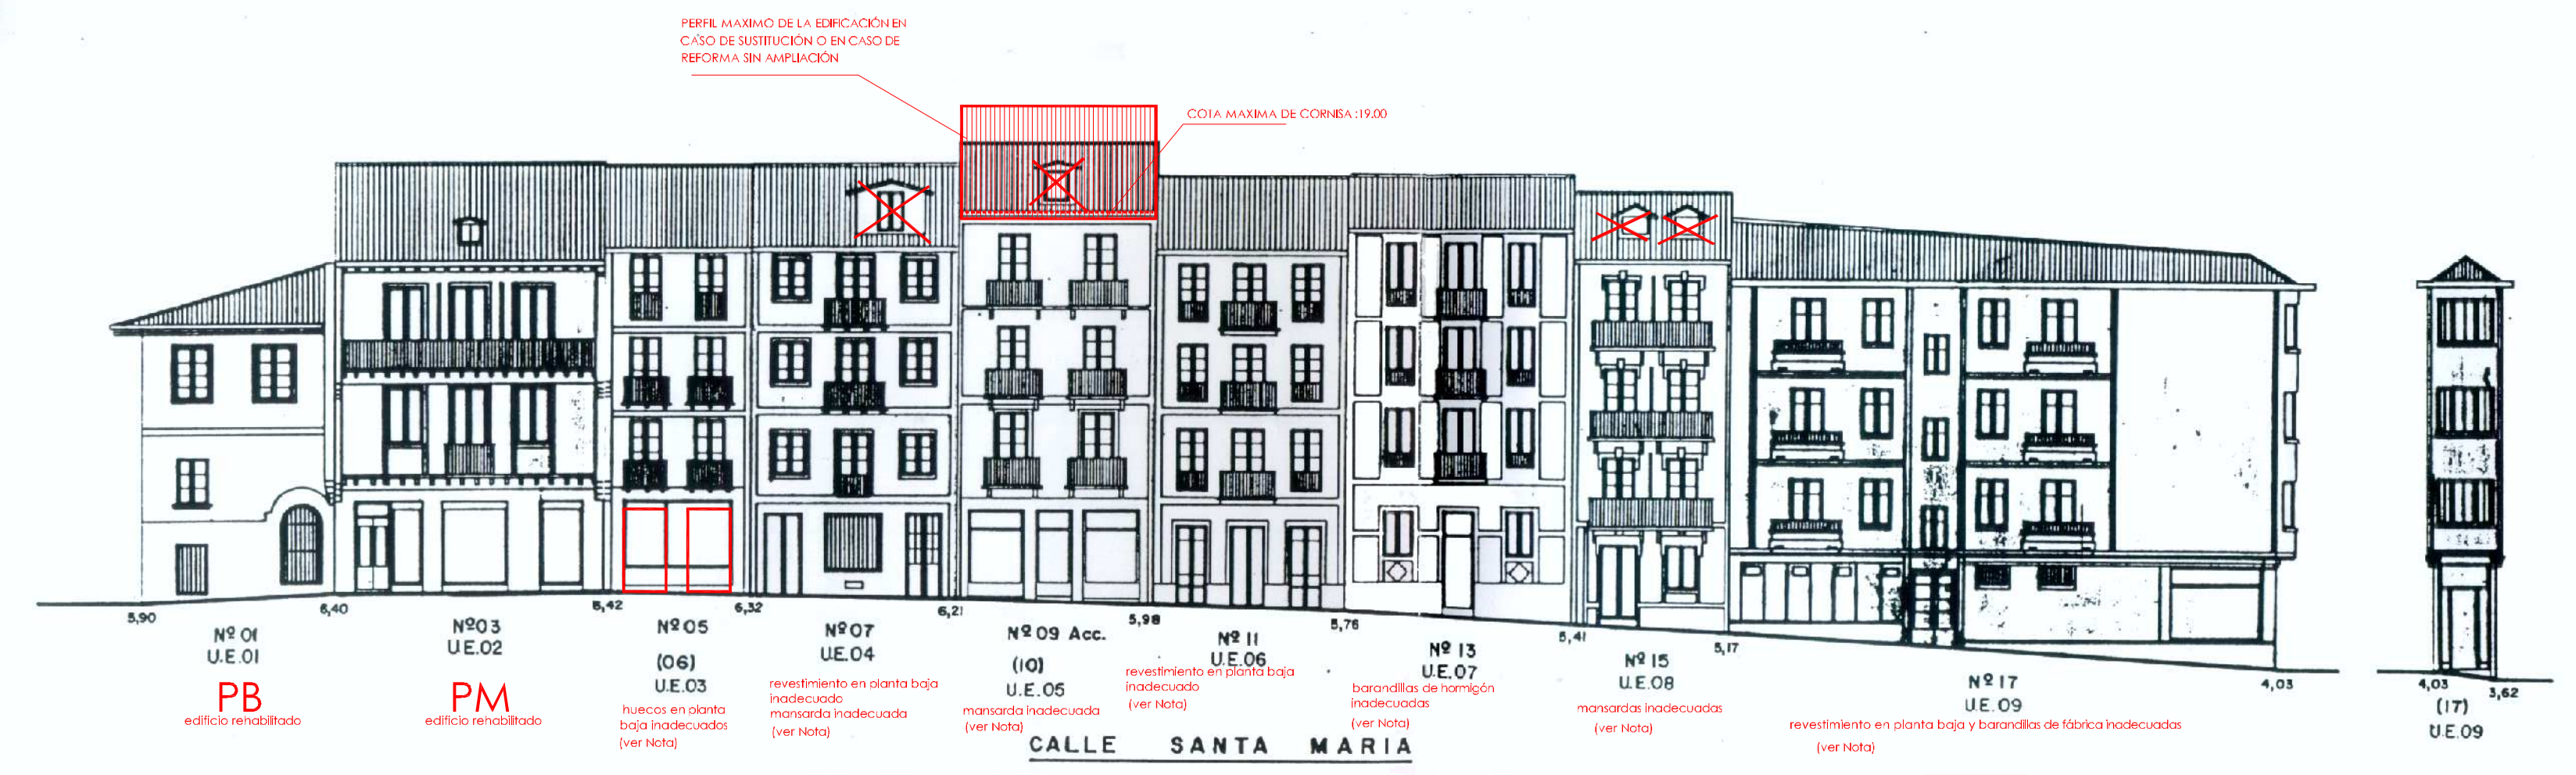 PERFIL MAXIMO DE LA EDIFICACIÓN EN
CASO DE SUSTITUCIÓN O EN CASO DE
REFORMA SIN AMPLIACIÓN
COTA MAXIMA DE CORNISA :19.00
5,90
6,40
6,42
6,32
6,21
5,98
5,76
5,41
5,17
4,03
4,03
3,62
Nº 01
U.E.01
PB
edificio rehabilitado
Nº03
U.E.02
PM
edificio rehabilitado
Nº 05
(06)
U.E.03
huecos en planta
baja inadecuados
(ver Nota)
Nº 07
U.E.04
revestimiento en planta baja
inadecuado
mansarda inadecuada
(ver Nota)
Nº 09 Acc.
(10)
U.E.05
mansarda inadecuada
(ver Nota)
Nº 11
U.E.06
revestimiento en planta baja
inadecuado
(ver Nota)
Nº 13
U.E.07
barandillas de hormigón
inadecuadas
(ver Nota)
Nº 15
U.E.08
mansardas inadecuadas
(ver Nota)
Nº 17
U.E.09
revestimiento en planta baja y barandillas de fábrica inadecuadas
(ver Nota)
(17)
U.E.09
CALLE SANTA MARIA